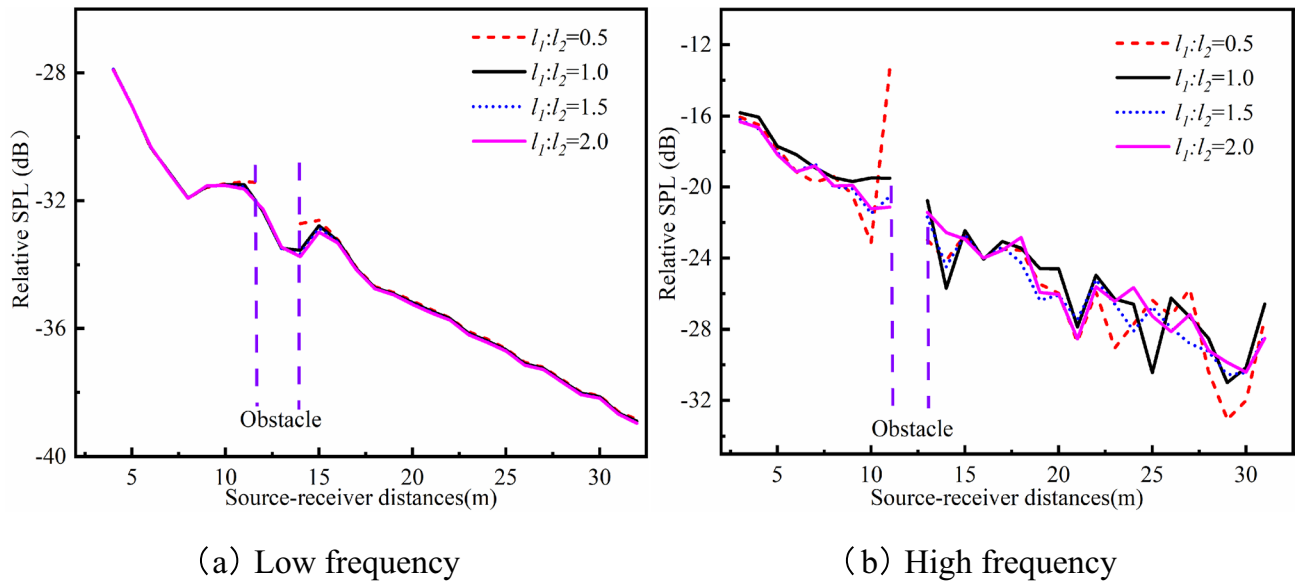 -28
-32
-36
-40
Relative SPL (dB)
l1:l2=0.5
l1:l2=1.0
l1:l2=1.5
l1:l2=2.0
Obstacle
5 10 15 20 25 30
Source-receiver distances(m)
(a) Low frequency
-12
-16
-20
-24
-28
-32
Relative SPL (dB)
l1:l2=0.5
l1:l2=1.0
l1:l2=1.5
l1:l2=2.0
Obstacle
5 10 15 20 25 30
Source-receiver distances(m)
(b) High frequency